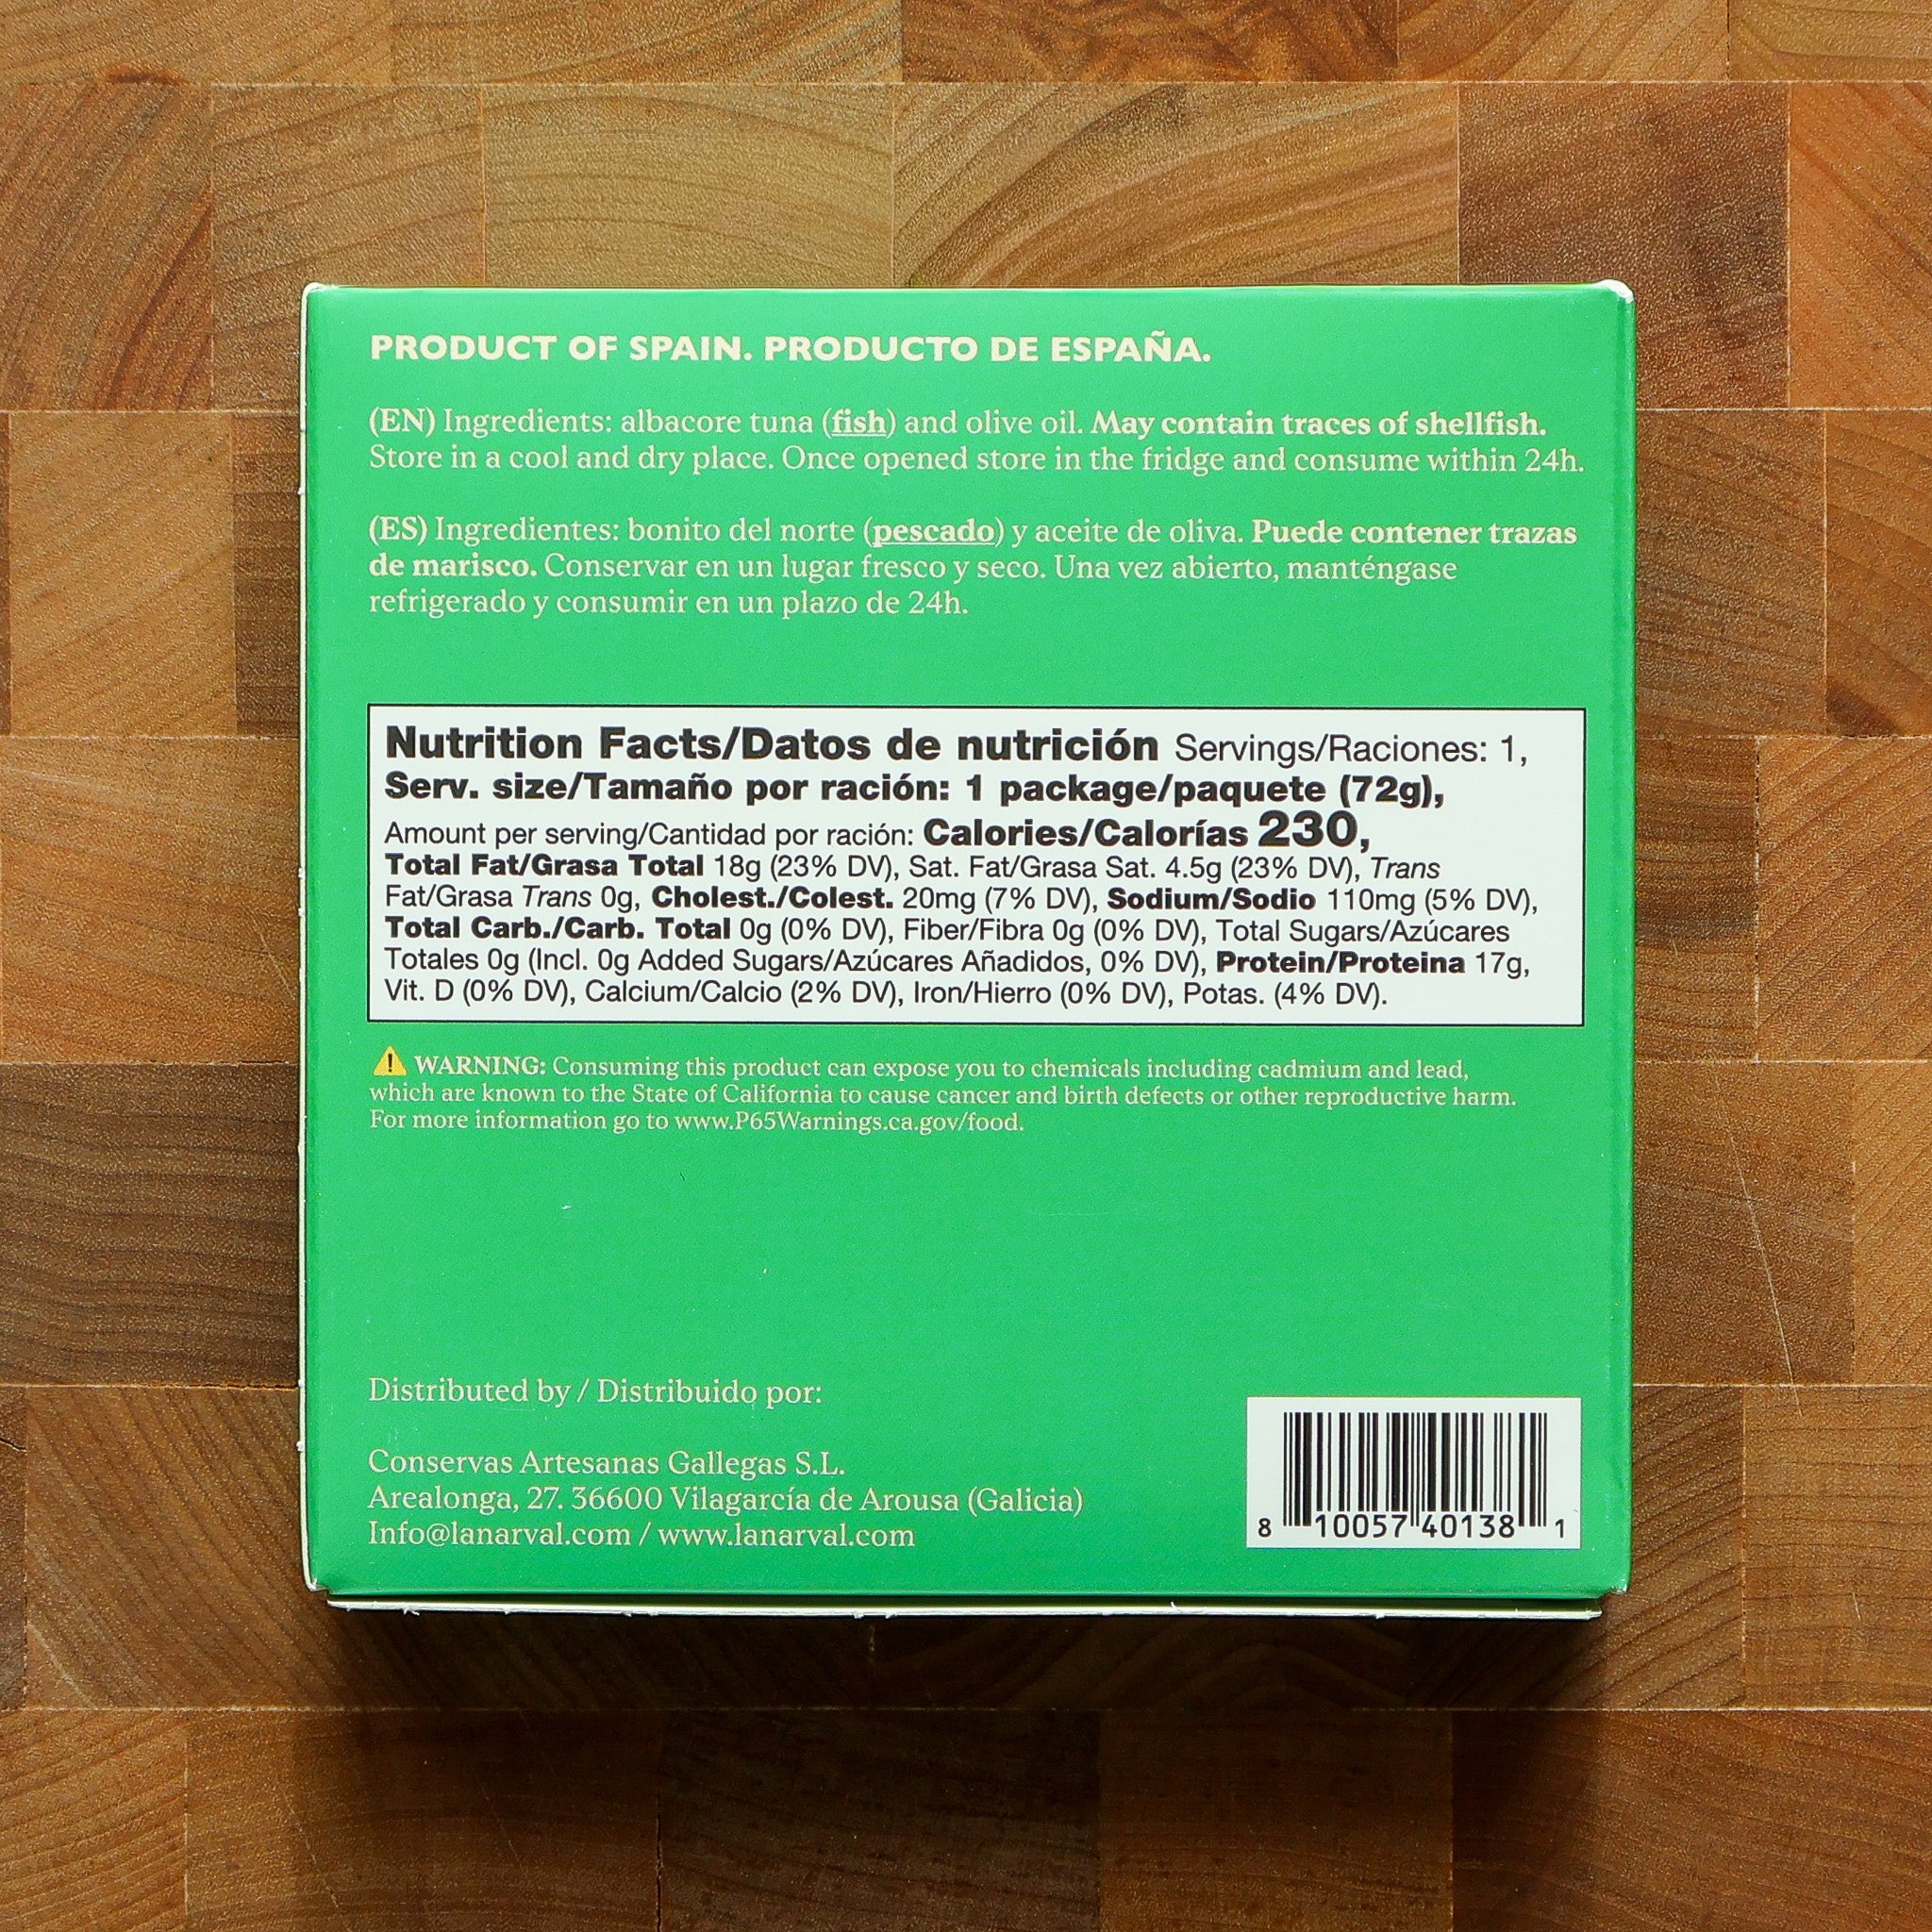 PRODUCT OF SPAIN. PRODUCTO DE ESPAÑA.
(EN) Ingredients: albacore tuna (fish) and olive oil. May contain traces of shellfish.
Store in a cool and dry place. Once opened store in the fridge and consume within 24h.
(ES) Ingredientes: bonito del norte (pescado) y aceite de oliva. Puede contener trazas
de marisco. Conservar en un lugar fresco y seco. Una vez abierto, manténgase
refrigerado y consumir en un plazo de 24h.
Nutrition Facts/Datos de nutrición Servings/Raciones: 1,
Serv. size/Tamaño por ración: 1 package/paquete (72g),
Amount per serving/Cantidad por ración: Calories/Calorías 230,
Total Fat/Grasa Total 18g (23% DV), Sat. Fat/Grasa Sat. 4.5g (23% DV), Trans
Fat/Grasa Trans 0g, Cholest./Colest. 20mg (7% DV), Sodium/Sodio 110mg (5% DV),
Total Carb./Carb. Total 0g (0% DV), Fiber/Fibra 0g (0% DV), Total Sugars/Azúcares
Totales 0g (Incl. 0g Added Sugars/Azúcares Añadidos, 0% DV), Protein/Proteina 17g,
Vit. D (0% DV), Calcium/Calcio (2% DV), Iron/Hierro (0% DV), Potas. (4% DV).
⚠ WARNING: Consuming this product can expose you to chemicals including cadmium and lead,
which are known to the State of California to cause cancer and birth defects or other reproductive harm.
For more information go to www.P65Warnings.ca.gov/food.
Distributed by / Distribuido por:
Conservas Artesanas Gallegas S.L.
Arealonga, 27. 36600 Vilagarcía de Arousa (Galicia)
Info@lanarval.com / www.lanarval.com
8 10057 40138 1